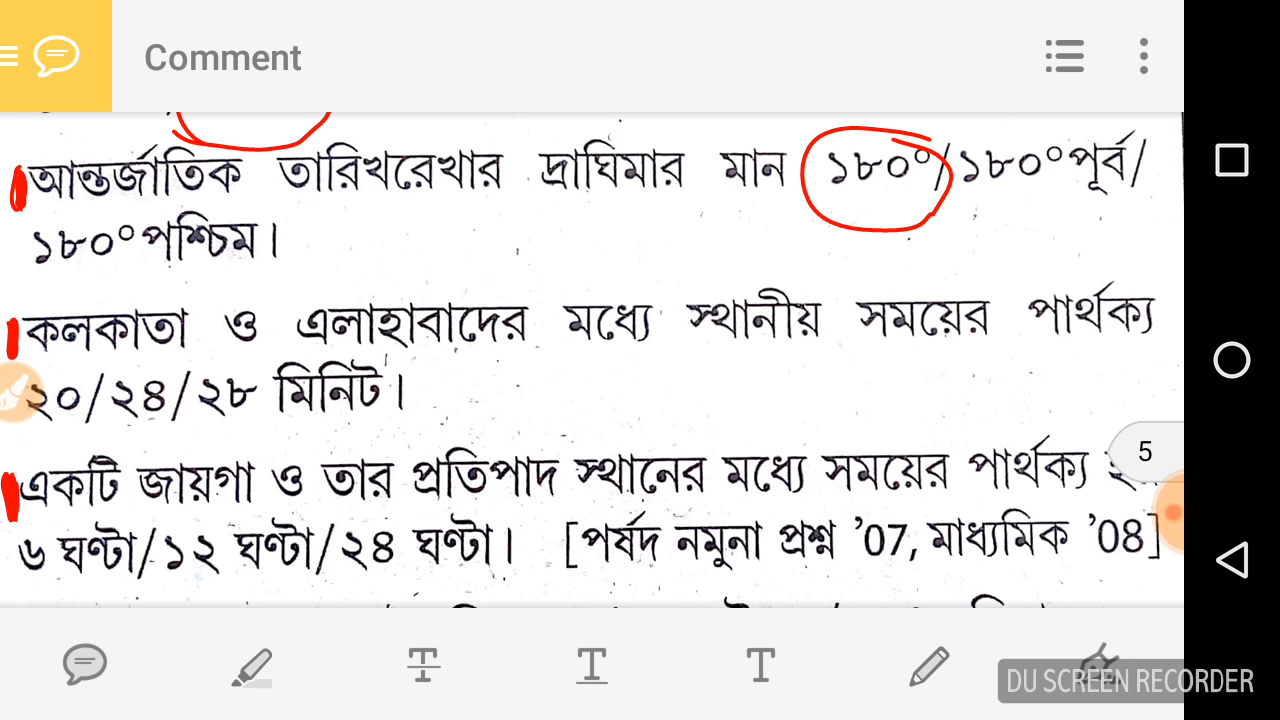 Comment
আন্তর্জাতিক তারিখরেখার দ্রাঘিমার মান ১৮০°/১৮০°পূর্ব/
১৮০°পশ্চিম।
কলকাতা ও এলাহাবাদের মধ্যে স্থানীয় সময়ের পার্থক্য
২০/২৪/২৮ মিনিট।
5
একটি জায়গা ও তার প্রতিপাদ স্থানের মধ্যে সময়ের পার্থক্য
৬ ঘণ্টা/১২ ঘণ্টা/২৪ ঘণ্টা। [পর্ষদ নমুনা প্রশ্ন '07, মাধ্যমিক '08]
DU SCREEN RECORDER